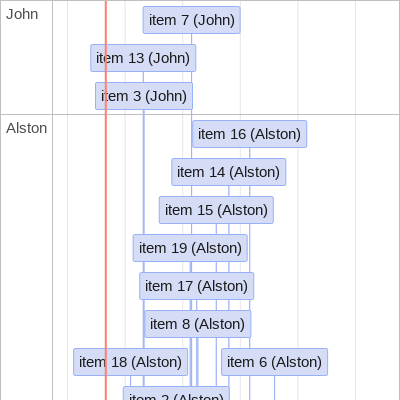 John
item 7 (John)
item 13 (John)
item 3 (John)
Alston
item 16 (Alston)
item 14 (Alston)
item 15 (Alston)
item 19 (Alston)
item 17 (Alston)
item 8 (Alston)
item 18 (Alston)
item 6 (Alston)
item 2 (Alston)